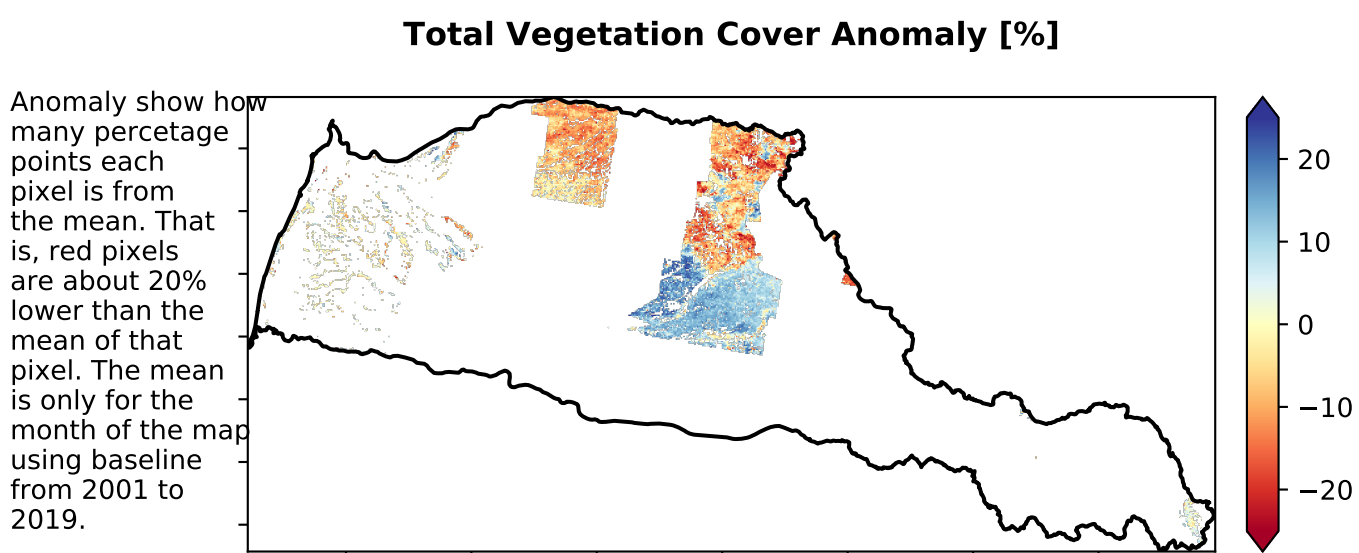 Total Vegetation Cover Anomaly [%]
Anomaly show how
many percetage
points each
pixel is from
the mean. That
is, red pixels
are about 20%
lower than the
mean of that
pixel. The mean
is only for the
month of the map
using baseline
from 2001 to
2019.
20
10
0
−10
−20